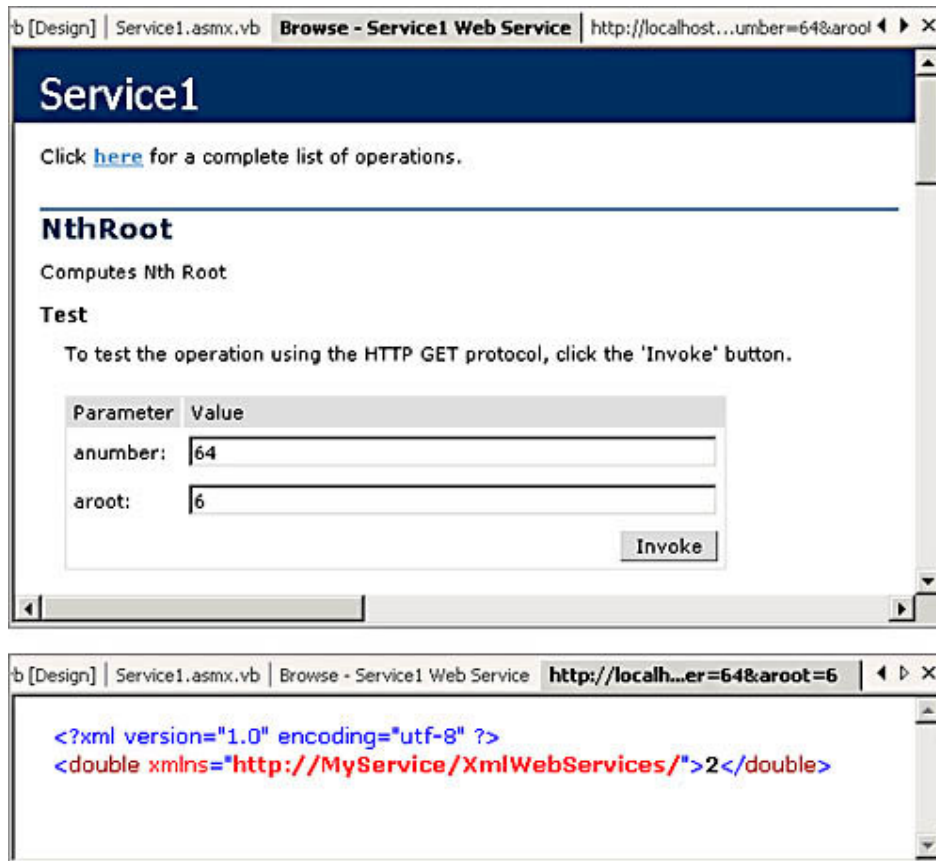 b [Design] | Service1.asmx.vb Browse - Service1 Web Service | http://localhost...umber=64&aroot
Service1
Click here for a complete list of operations.
NthRoot
Computes Nth Root
Test
To test the operation using the HTTP GET protocol, click the 'Invoke' button.
Parameter Value
anumber: 64
aroot: 6
Invoke
b [Design] | Service1.asmx.vb | Browse - Service1 Web Service http://localh...er=64&aroot=6
<?xml version="1.0" encoding="utf-8" ?>
<double xmlns="http://MyService/XmlWebServices/">2</double>